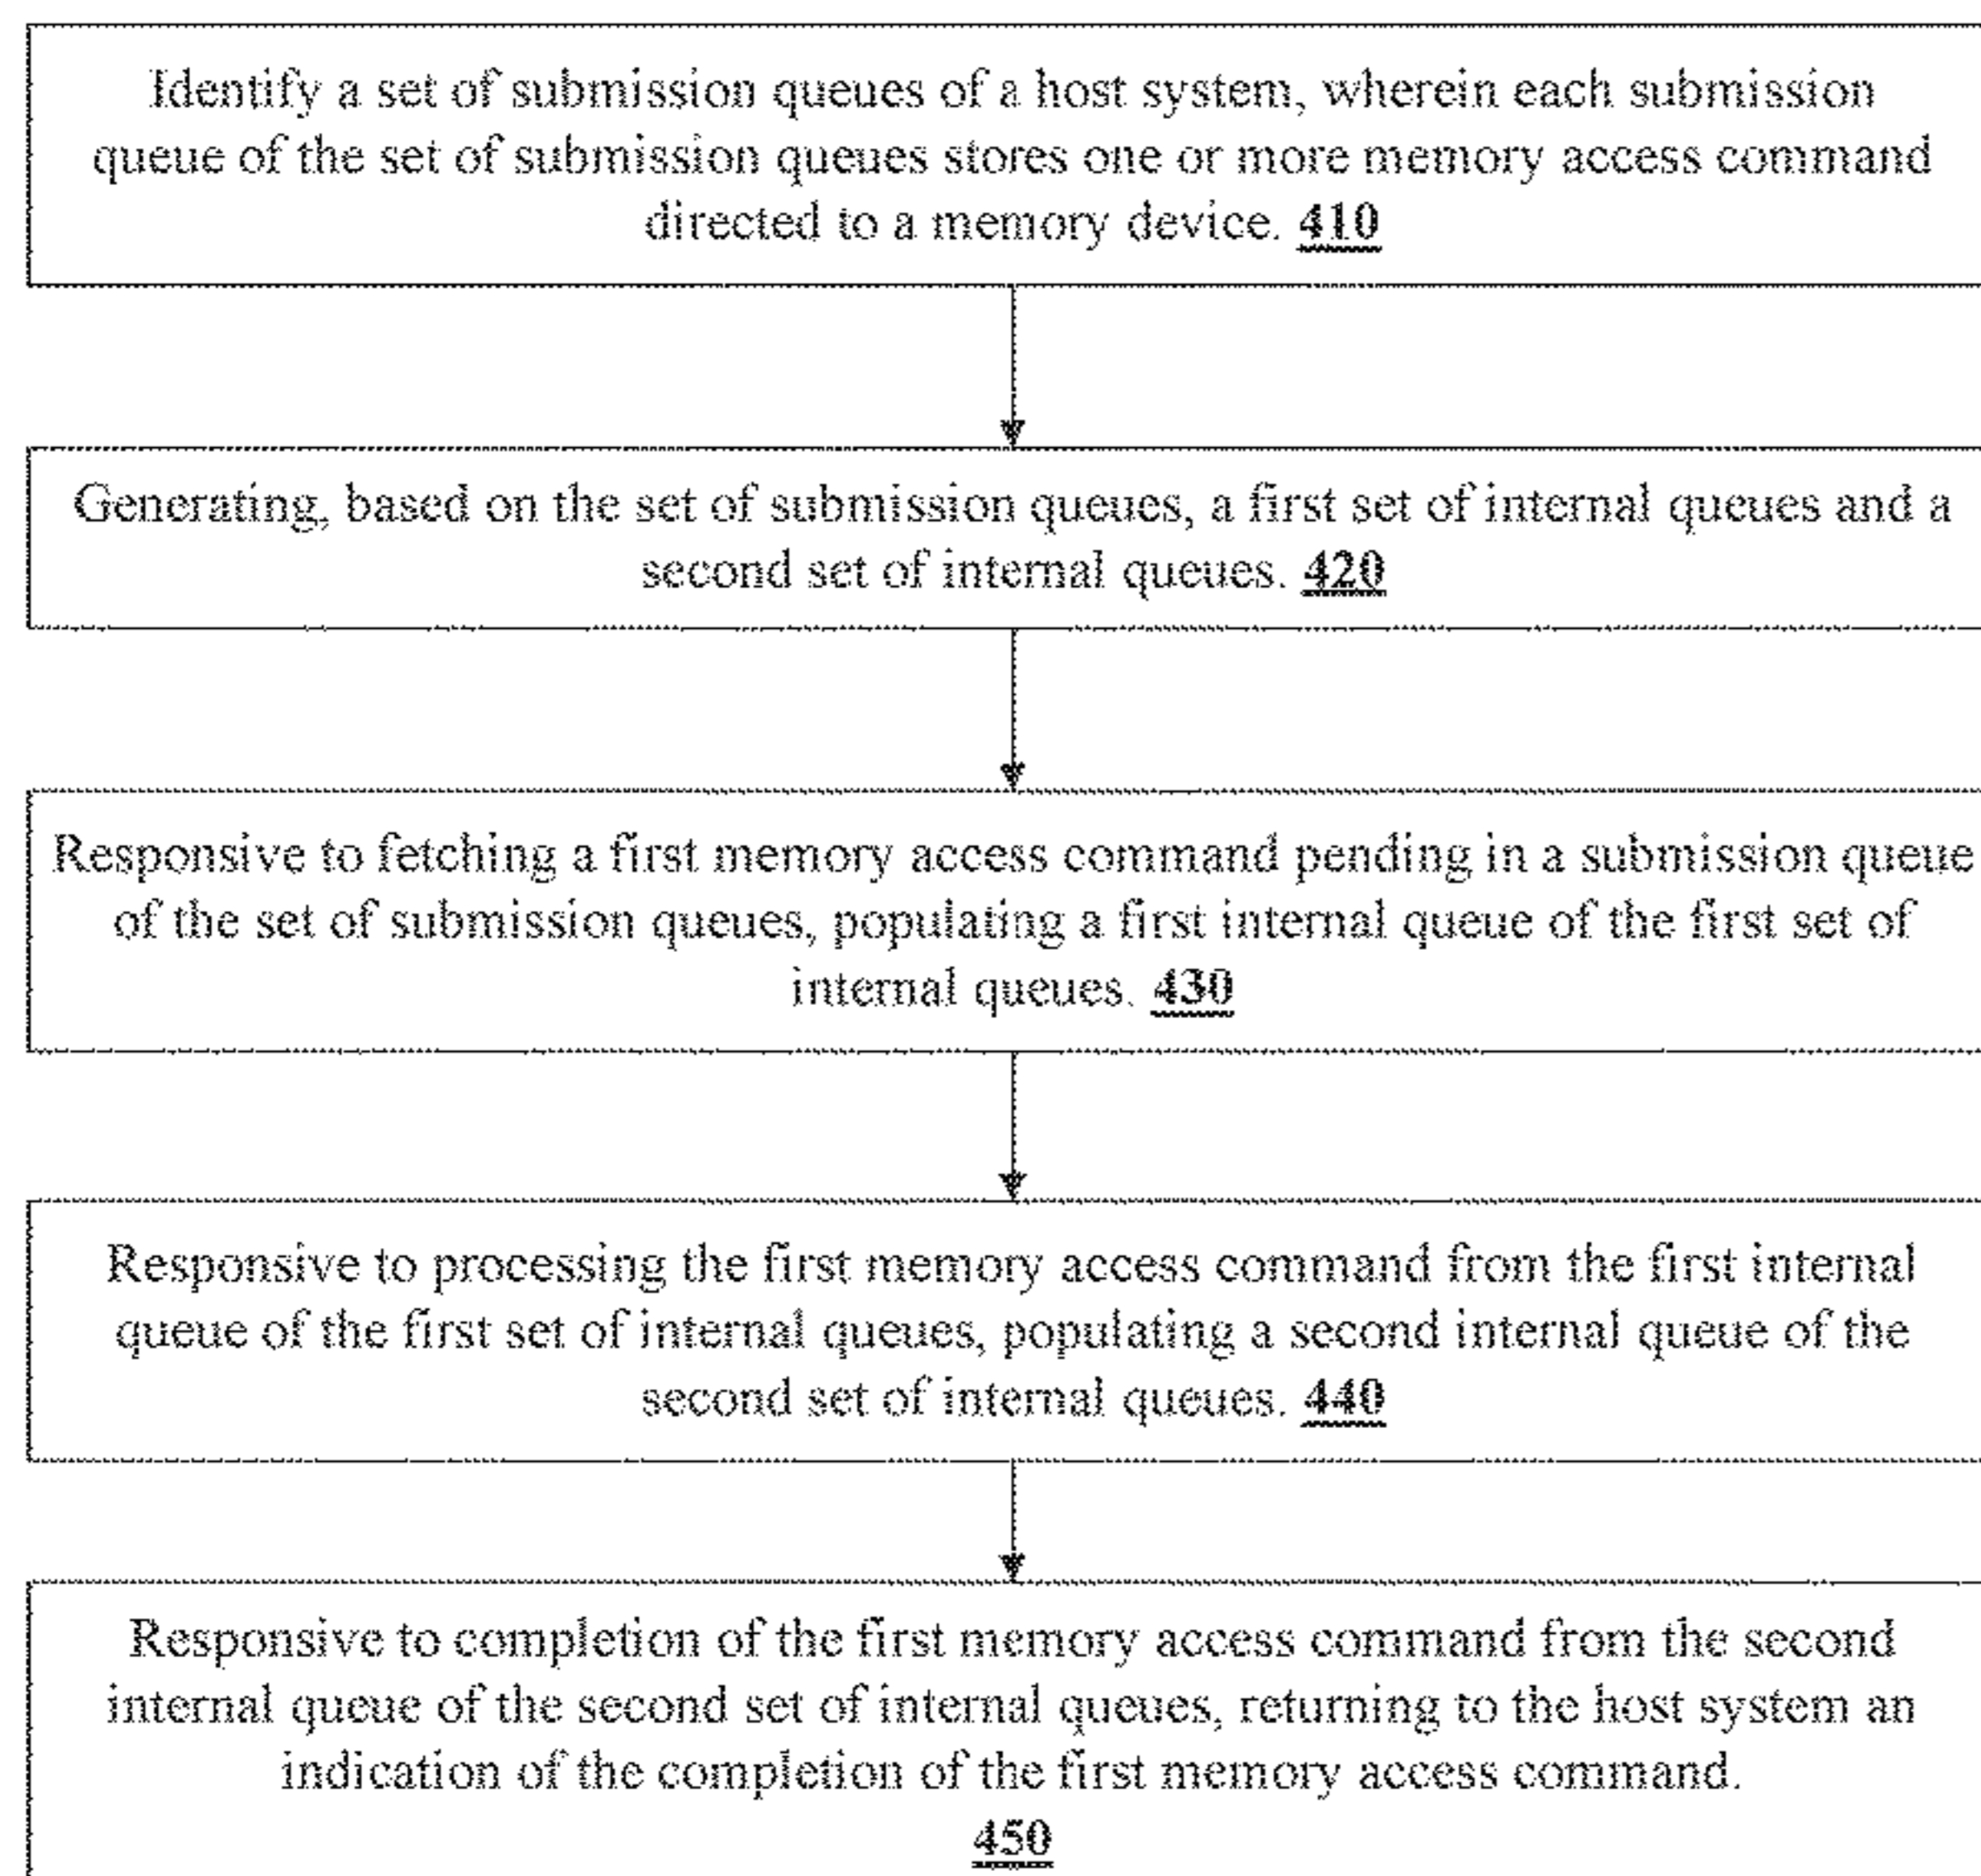 Identify a set of submission queues of a host system, wherein each submission
queue of the set of submission queues stores one or more memory access command
directed to a memory device. 410
Generating, based on the set of submission queues, a first set of internal queues and a
second set of internal queues. 420
Responsive to fetching a first memory access command pending in a submission queue
of the set of submission queues, populating a first internal queue of the first set of
internal queues. 430
Responsive to processing the first memory access command from the first internal
queue of the first set of internal queues, populating a second internal queue of the
second set of internal queues. 440
Responsive to completion of the first memory access command from the second
internal queue of the second set of internal queues, returning to the host system an
indication of the completion of the first memory access command.
450